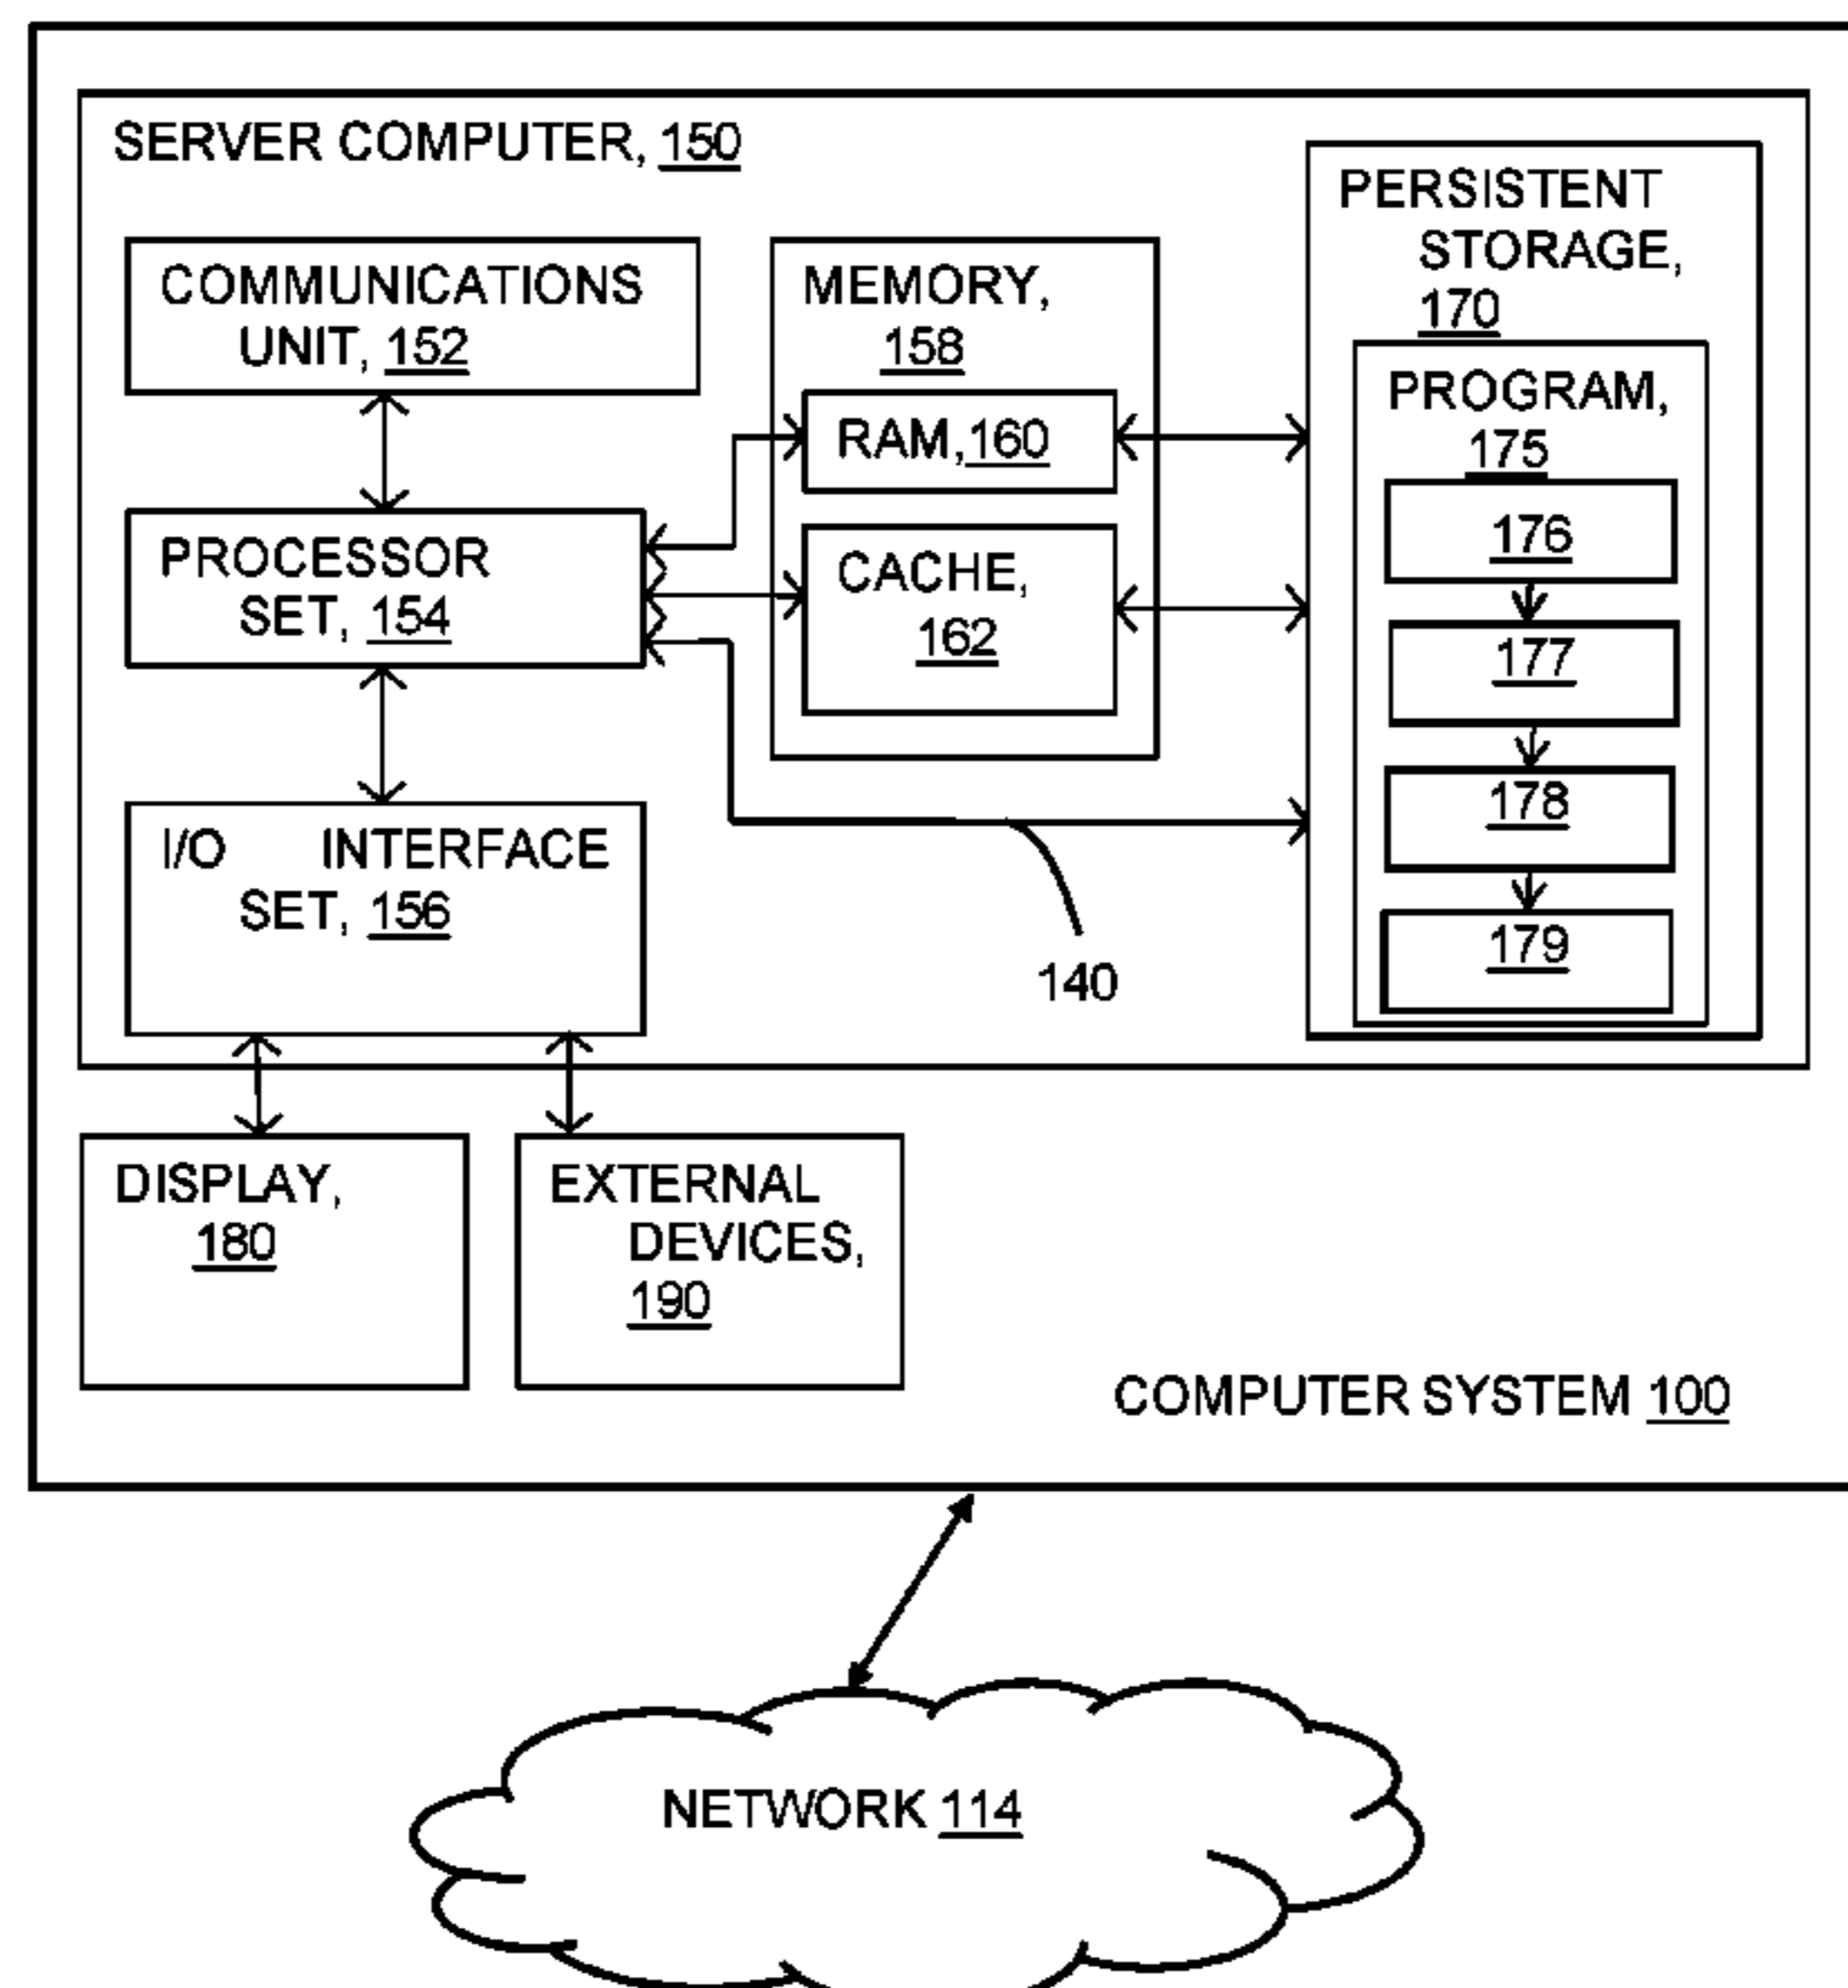 SERVER COMPUTER, 150
COMMUNICATIONS
UNIT, 152
PROCESSOR
SET, 154
I/O INTERFACE
SET, 156
MEMORY,
158
RAM, 160
CACHE,
162
140
PERSISTENT
STORAGE,
170
PROGRAM,
175
176
177
178
179
DISPLAY,
180
EXTERNAL
DEVICES,
190
COMPUTER SYSTEM 100
NETWORK 114